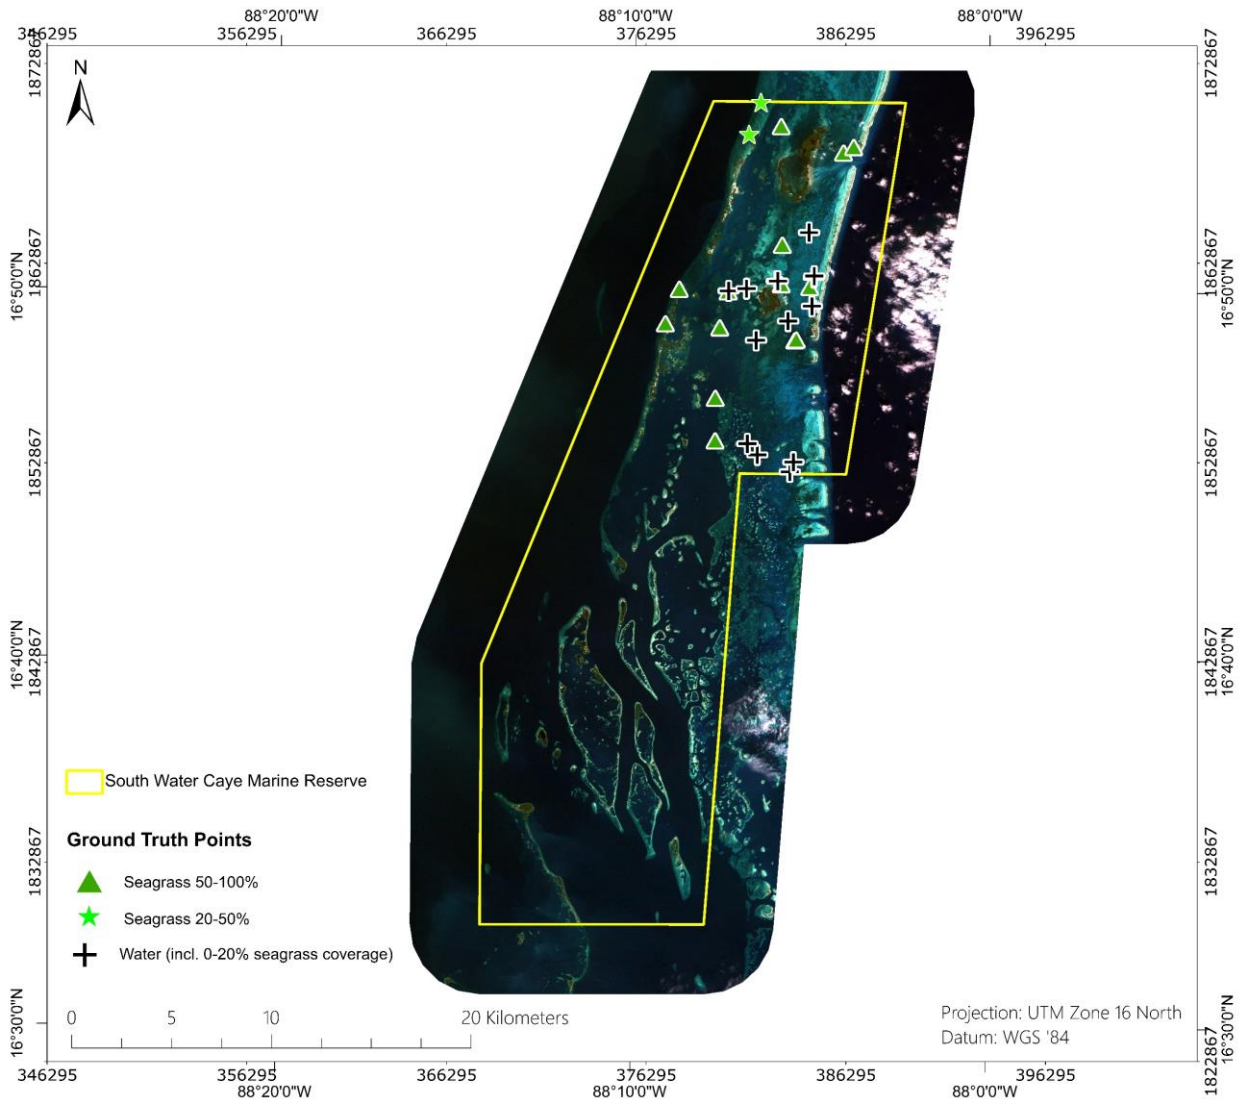 88°20'0"W 88°10'0"W 88°0'0"W
346295 356295 366295 376295 386295 396295
1872867 1872867
N
16°50'0"N 1862867 1862867 16°50'0"N
1852867 1852867
16°40'0"N 1842867 1842867 16°40'0"N
South Water Caye Marine Reserve
Ground Truth Points
1832867 1832867
Seagrass 50-100%
Seagrass 20-50%
Water (incl. 0-20% seagrass coverage)
0 5 10 20 Kilometers
Projection: UTM Zone 16 North
Datum: WGS '84
16°30'0"N 1822867 16°30'0"N
346295 356295 366295 376295 386295 396295
88°20'0"W 88°10'0"W 88°0'0"W